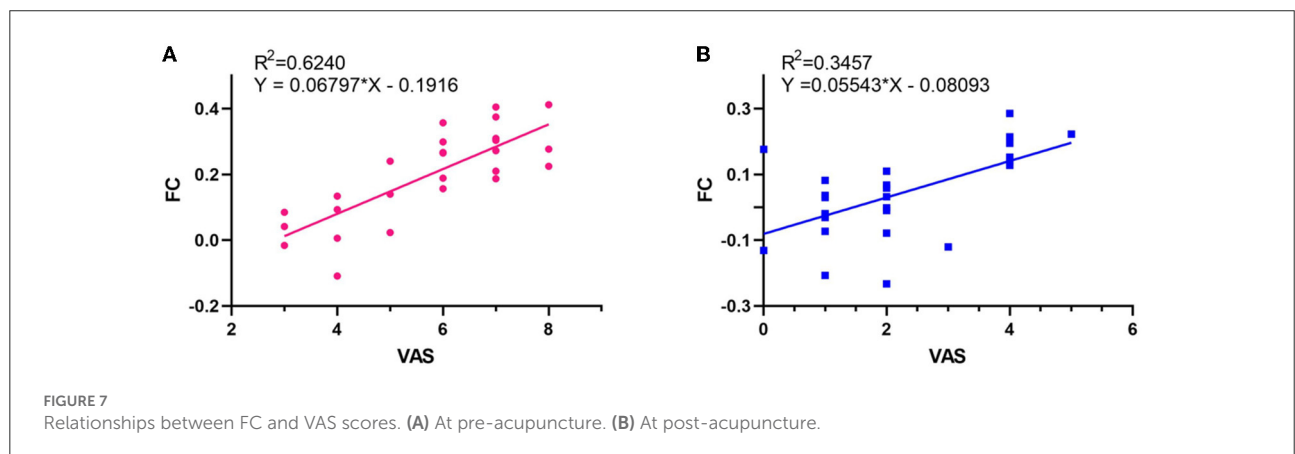 A
R²=0.6240
Y = 0.06797*X - 0.1916
FC
0.4
0.2
0.0
-0.2
2 4 6 8
VAS
B
R²=0.3457
Y =0.05543*X - 0.08093
FC
0.3
0.1
-0.1
-0.3
0 2 4 6
VAS
FIGURE 7
Relationships between FC and VAS scores. (A) At pre-acupuncture. (B) At post-acupuncture.